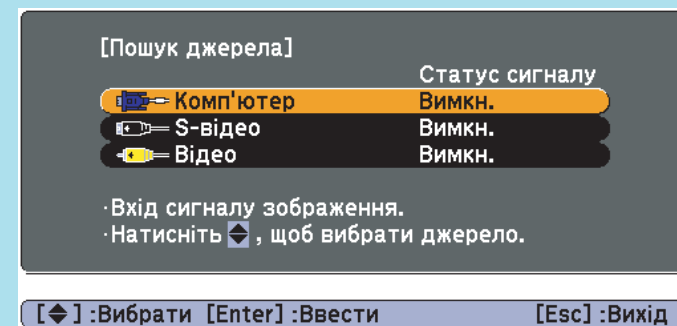 [Пошук джерела]
Статус сигналу
Комп'ютер Вимкн.
S-відео Вимкн.
Відео Вимкн.
·Вхід сигналу зображення.
·Натисніть , щоб вибрати джерело.
[ ] :Вибрати [Enter] :Ввести [Esc] :Вихід